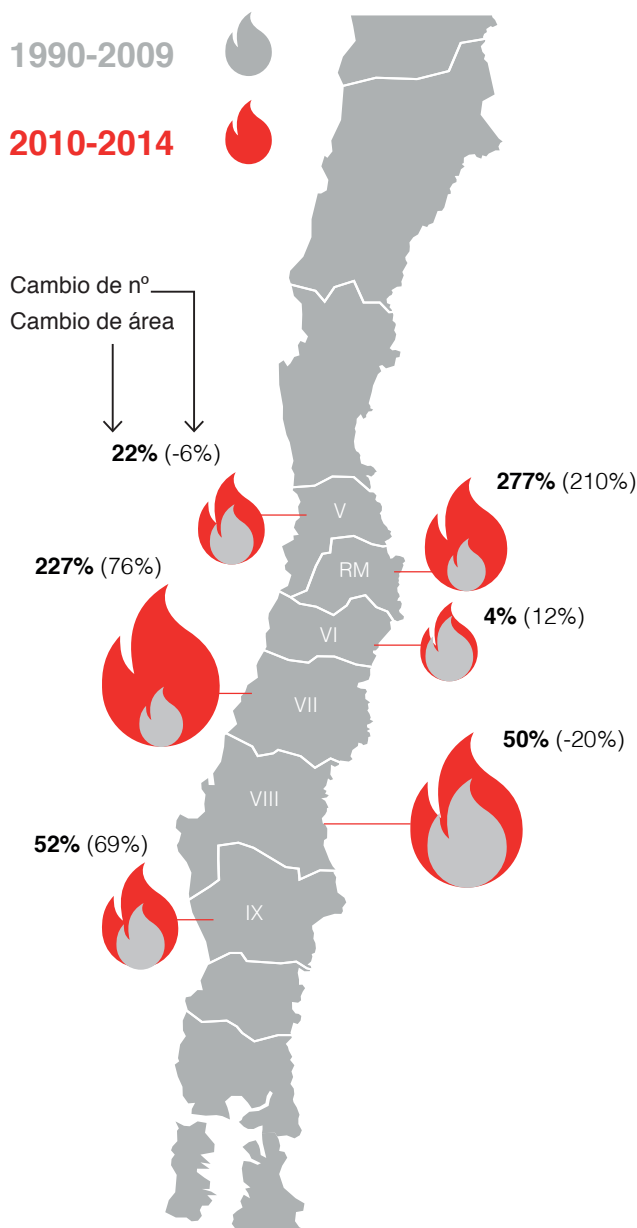 1990-2009
2010-2014
Cambio de nº
Cambio de área
22% (-6%)
277% (210%)
V
227% (76%)
RM
4% (12%)
VI
VII
50% (-20%)
VIII
52% (69%)
IX